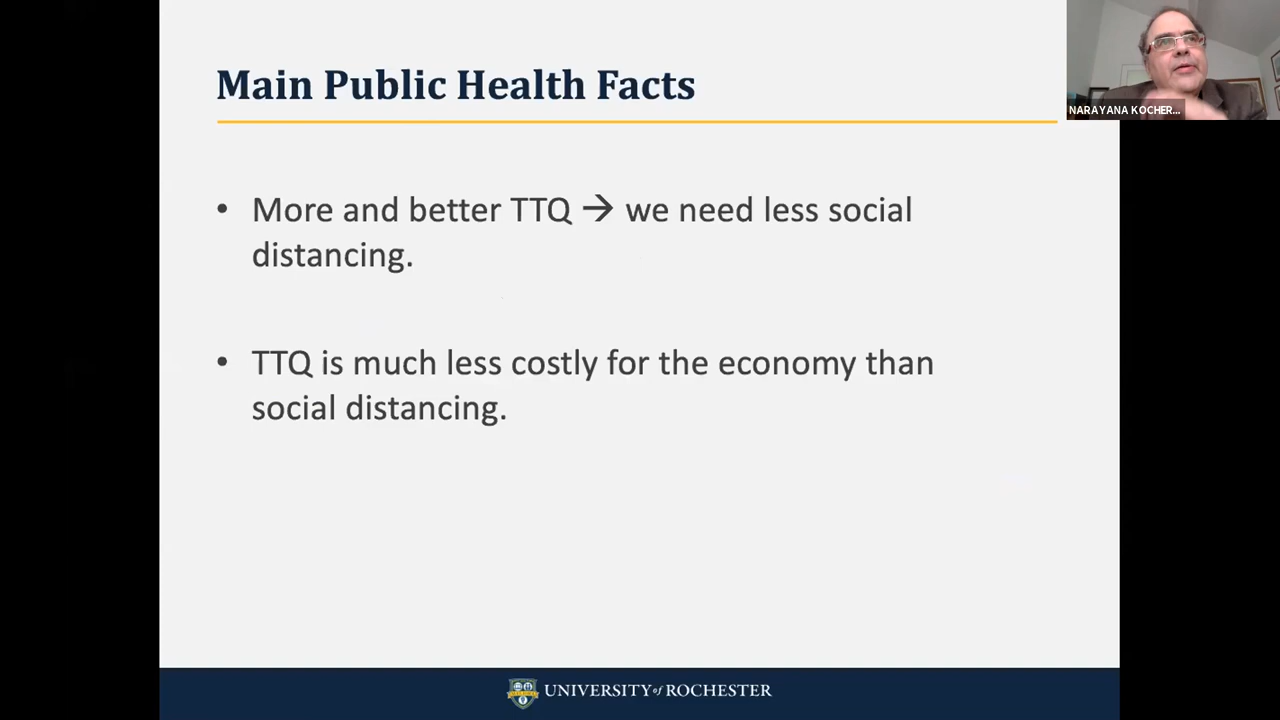 Main Public Health Facts
NARAYANA KOCHER...
• More and better TTQ → we need less social
distancing.
• TTQ is much less costly for the economy than
social distancing.
UNIVERSITY of ROCHESTER